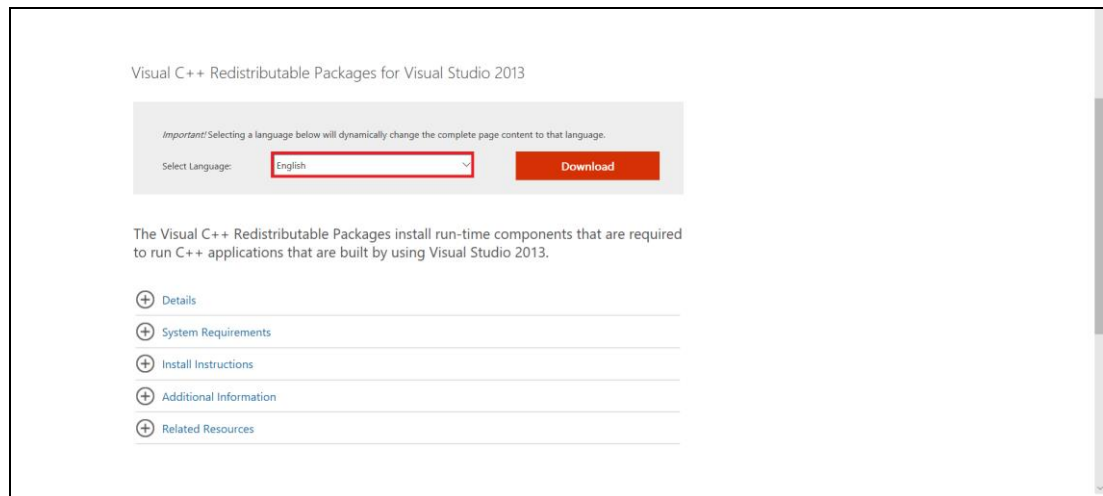 Visual C++ Redistributable Packages for Visual Studio 2013
Important! Selecting a language below will dynamically change the complete page content to that language.
Select Language: English Download
The Visual C++ Redistributable Packages install run-time components that are required
to run C++ applications that are built by using Visual Studio 2013.
Details
System Requirements
Install Instructions
Additional Information
Related Resources